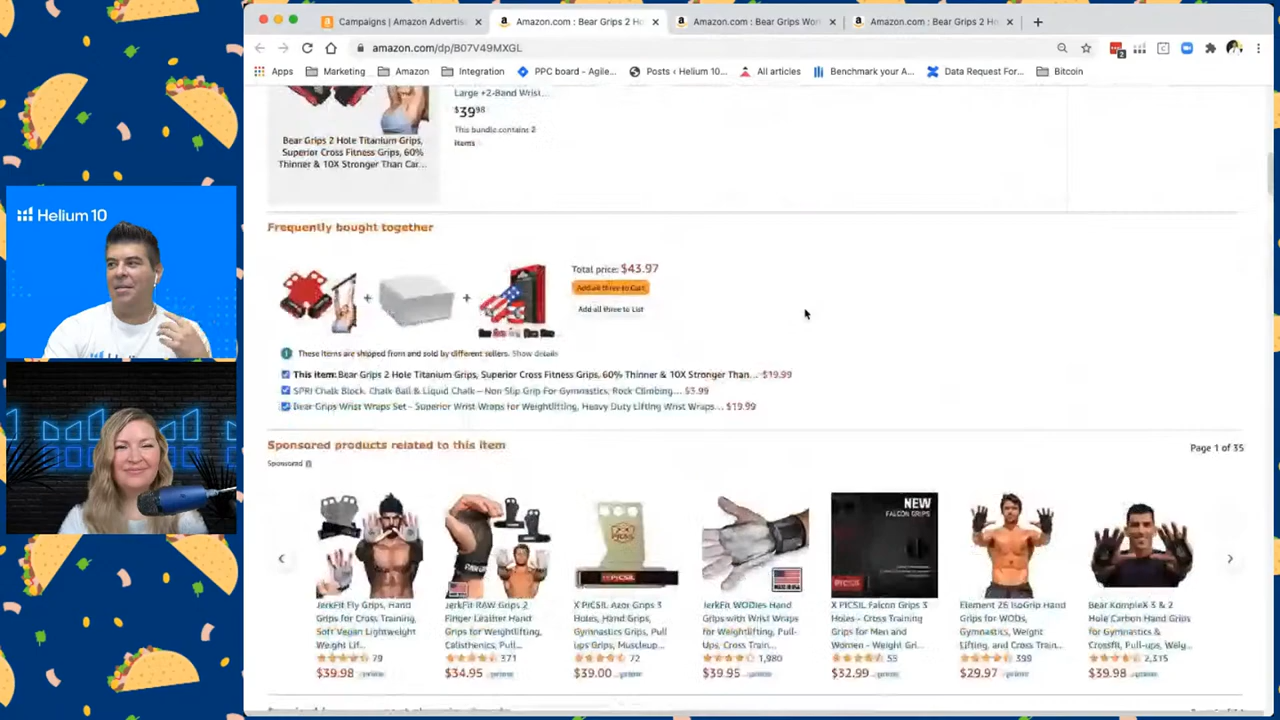 Campaigns | Amazon Advertis
Amazon.com : Bear Grips 2 Ho
Amazon.com : Bear Grips Wor
Amazon.com : Bear Grips 2 Ho
amazon.com/dp/B07V49MXGL
Apps
Marketing
Amazon
Integration
PPC board - Agile...
Posts ‹ Helium 10...
All articles
Benchmark your A...
Data Request For...
Bitcoin
Large +2-Band Wrist...
$39.98
This bundle contains 2
items
Bear Grips 2 Hole Titanium Grips,
Superior Cross Fitness Grips, 60%
Thinner & 10X Stronger Than Car...
Helium 10
Frequently bought together
Total price: $43.97
Add all three to Cart
Add all three to List
These items are shipped from and sold by different sellers. Show details
This item: Bear Grips 2 Hole Titanium Grips, Superior Cross Fitness Grips, 60% Thinner & 10X Stronger Than... $19.99
SPRI Chalk Block, Chalk Ball & Liquid Chalk – Non Slip Grip For Gymnastics, Rock Climbing... $3.99
Bear Grips Wrist Wraps Set - Superior Wrist Wraps for Weightlifting, Heavy Duty Lifting Wrist Wraps... $19.99
Sponsored products related to this item
Page 1 of 35
Sponsored
NEW
FALCON GRIPS
PICSIL
JerkFit Fly Grips, Hand
Grips for Cross Training,
Soft Vegan Lightweight
Weight Lif...
79
$39.98 prime
JerkFit RAW Grips 2
Finger Leather Hand
Grips for Weightlifting,
Calisthenics, Pull...
371
$34.95 prime
X PICSIL Azor Grips 3
Holes, Hand Grips,
Gymnastics Grips, Pull
ups Grips, Muscleup...
72
$39.00 prime
JerkFit WODies Hand
Grips with Wrist Wraps
for Weightlifting, Pull-
Ups, Cross Train...
1,980
$39.95 prime
X PICSIL Falcon Grips 3
Holes - Cross Training
Grips for Men and
Women - Weight Gri...
55
$32.99 prime
Element 26 IsoGrip Hand
Grips for WODs,
Gymnastics, Weight
Lifting, and Cross Train...
399
$29.97 prime
Bear KompleX 3 & 2
Hole Carbon Hand Grips
for Gymnastics &
Crossfit, Pull-ups, Weig...
2,315
$39.98 prime